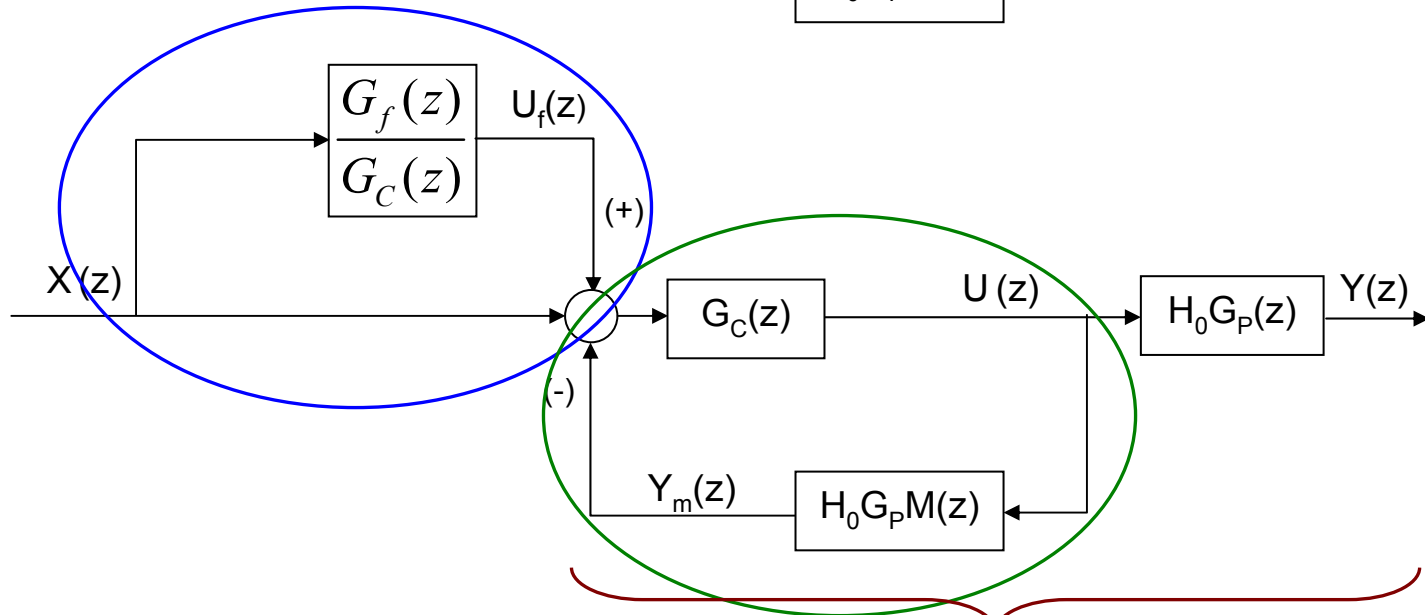 G_f(z)
G_C(z)
U_f(z)
(+)
X(z)
G_C(z)
U(z)
H_0G_P(z)
Y(z)
(-)
Y_m(z)
H_0G_PM(z)